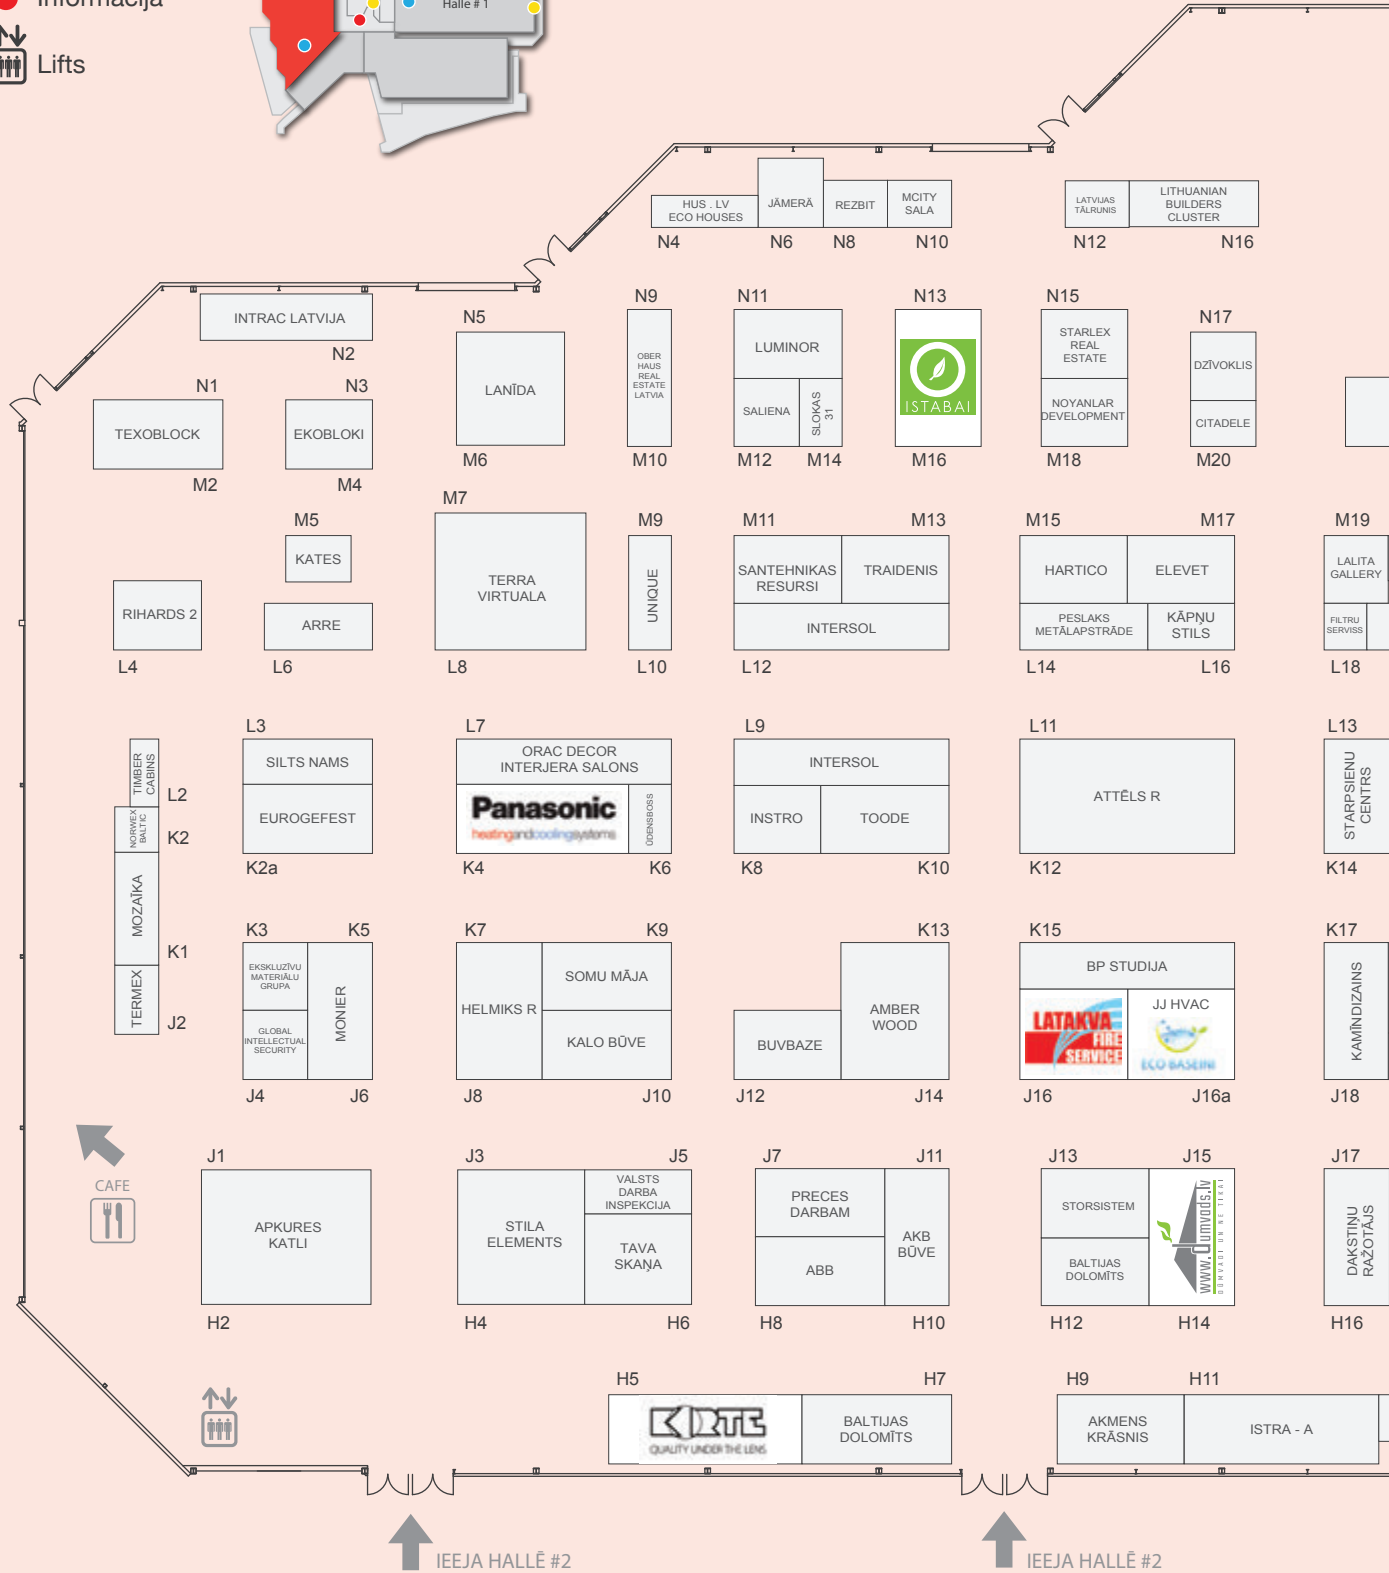 Informācija
Halle # 1
Lifts
HUS . LV
ECO HOUSES
JÄMERÄ
REZBIT
MCITY
SALA
LATVIJAS
TĀLRUNIS
LITHUANIAN
BUILDERS
CLUSTER
N4
N6
N8
N10
N12
N16
INTRAC LATVIJA
N2
N5
N9
N11
N13
N15
N17
LANĪDA
OBER
HAUS
REAL
ESTATE
LATVIA
LUMINOR
SALIENA
SLOKAS
31
ISTABAI
STARLEX
REAL
ESTATE
NOYANLAR
DEVELOPMENT
DZĪVOKLIS
CITADELE
N1
N3
TEXOBLOCK
EKOBLOKI
M2
M4
M6
M10
M12
M14
M16
M18
M20
M5
M7
M9
M11
M13
M15
M17
M19
KATES
TERRA
VIRTUALA
UNIQUE
SANTEHNIKAS
RESURSI
TRAIDENIS
INTERSOL
HARTICO
ELEVET
PESLAKS
METĀLAPSTRĀDE
KĀPŅU
STILS
LALITA
GALLERY
FILTRU
SERVISS
RIHARDS 2
ARRE
L4
L6
L8
L10
L12
L14
L16
L18
L3
L7
L9
L11
L13
TIMBER
CABINS
L2
NORWEX
BALTIC
K2
MOZAĪKA
K1
TERMEX
J2
SILTS NAMS
EUROGEFEST
ORAC DECOR
INTERJERA SALONS
Panasonic
heatingandcoolingsystems
ŪDENSBOSS
INTERSOL
INSTRO
TOODE
ATTĒLS R
STARPSIENU
CENTRS
K2a
K4
K6
K8
K10
K12
K14
K3
K5
K7
K9
K13
K15
K17
EKSKLUZĪVU
MATERIĀLU
GRUPA
GLOBAL
INTELLECTUAL
SECURITY
MONIER
HELMIKS R
SOMU MĀJA
KALO BŪVE
BUVBAZE
AMBER
WOOD
BP STUDIJA
LATAKVA
FIRE
SERVICE
JJ HVAC
ECO BASEINI
KAMĪNDIZAINS
J4
J6
J8
J10
J12
J14
J16
J16a
J18
CAFE
J1
J3
J5
J7
J11
J13
J15
J17
APKURES
KATLI
STILA
ELEMENTS
VALSTS
DARBA
INSPEKCIJA
TAVA
SKAŅA
PRECES
DARBAM
ABB
AKB
BŪVE
STORSISTEM
BALTIJAS
DOLOMĪTS
www.dumvads.lv
DŪMVADI UN NE TIKAI
DAKSTIŅU
RAŽOTĀJS
H2
H4
H6
H8
H10
H12
H14
H16
H5
H7
H9
H11
KIRTE
QUALITY UNDER THE LENS
BALTIJAS
DOLOMĪTS
AKMENS
KRĀSNIS
ISTRA - A
IEEJA HALLĒ #2
IEEJA HALLĒ #2